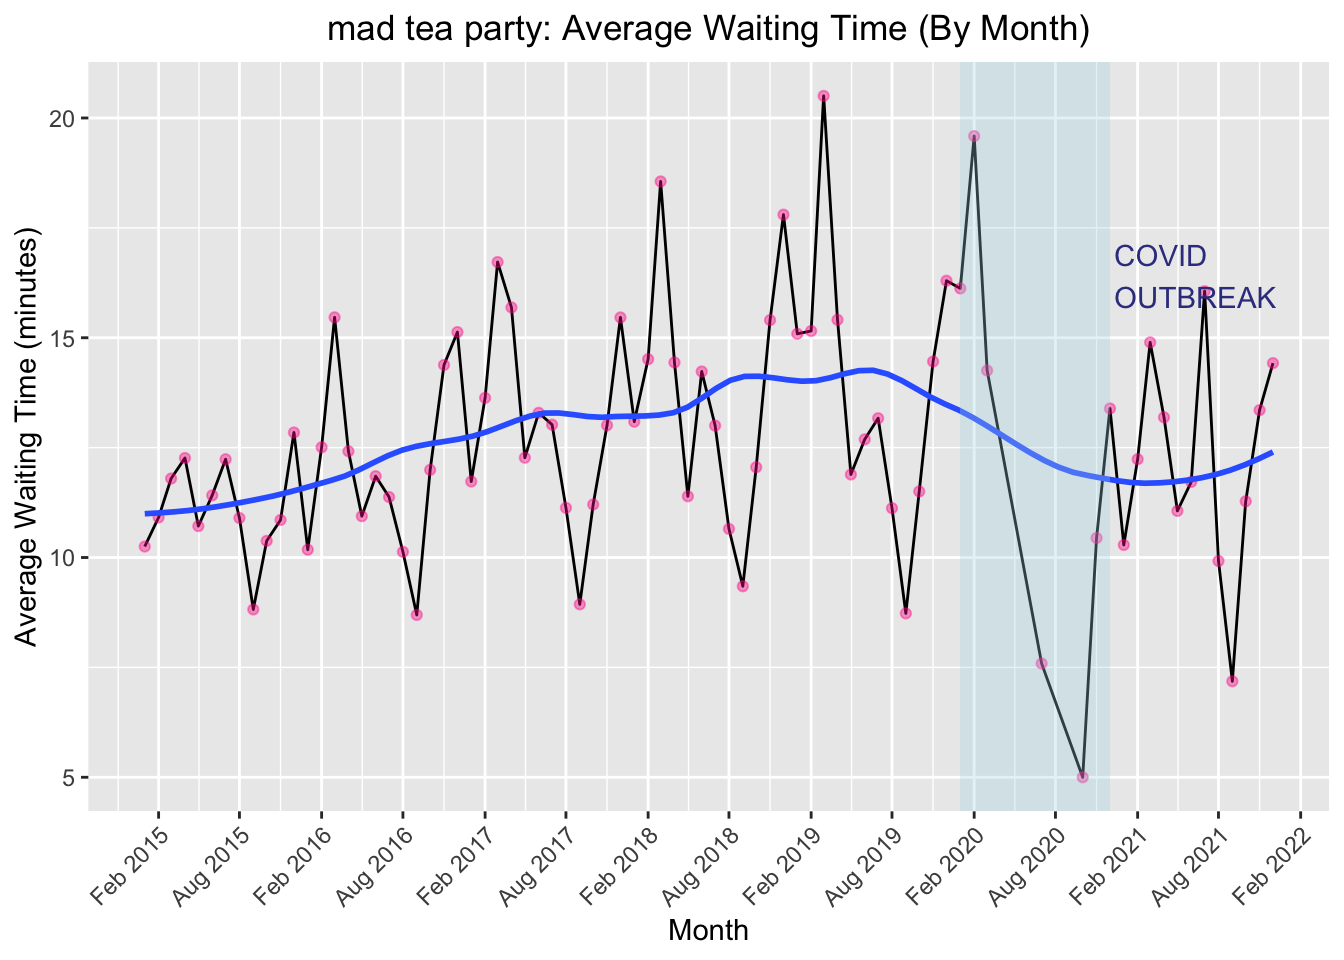 mad tea party: Average Waiting Time (By Month)
Average Waiting Time (minutes)
20
15
10
5
COVID
OUTBREAK
Feb 2015
Aug 2015
Feb 2016
Aug 2016
Feb 2017
Aug 2017
Feb 2018
Aug 2018
Feb 2019
Aug 2019
Feb 2020
Aug 2020
Feb 2021
Aug 2021
Feb 2022
Month